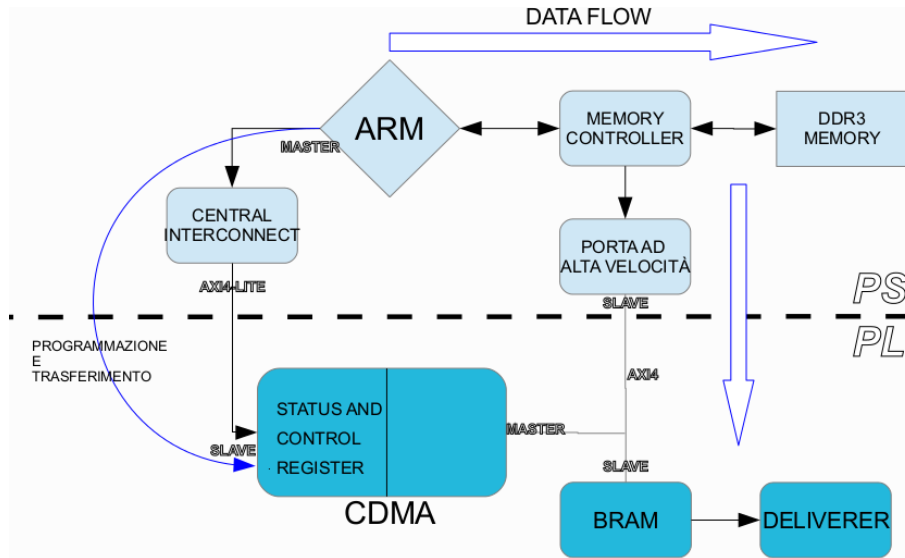 DATA FLOW
ARM
MASTER
MEMORY
CONTROLLER
DDR3
MEMORY
CENTRAL
INTERCONNECT
PORTA AD
ALTA VELOCITÀ
AXI4-LITE
SLAVE
PS
PL
PROGRAMMAZIONE
E
TRASFERIMENTO
AXI4
STATUS AND
CONTROL
REGISTER
SLAVE
MASTER
SLAVE
CDMA
BRAM
DELIVERER